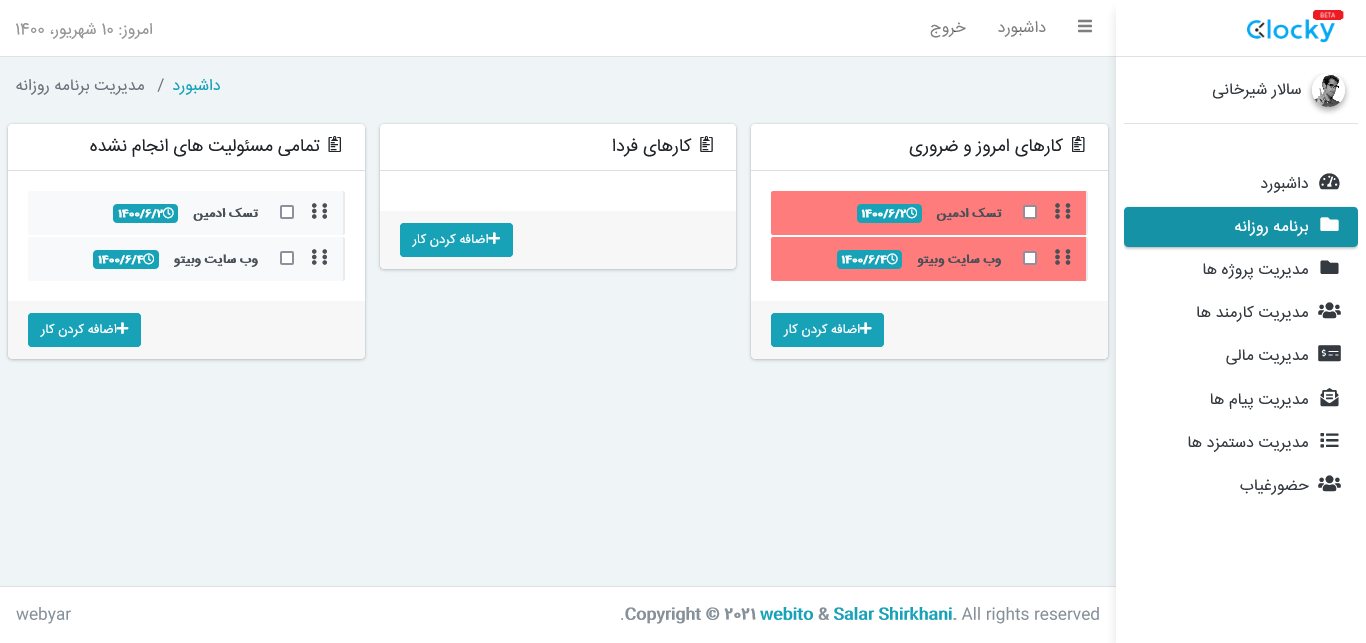 BETA
Clocky
داشبورد
خروج
امروز: ۱۰ شهریور، ۱۴۰۰
سالار شیرخانی
داشبورد
برنامه روزانه
مدیریت پروژه ها
مدیریت کارمند ها
مدیریت مالی
مدیریت پیام ها
مدیریت دستمزد ها
حضورغیاب
داشبورد / مدیریت برنامه روزانه
کارهای امروز و ضروری
تسک ادمین ۱۴۰۰/۶/۲
وب سایت وبیتو ۱۴۰۰/۶/۴
اضافه کردن کار
کارهای فردا
اضافه کردن کار
تمامی مسئولیت های انجام نشده
تسک ادمین ۱۴۰۰/۶/۲
وب سایت وبیتو ۱۴۰۰/۶/۴
اضافه کردن کار
.Copyright © ۲۰۲۱ webito & Salar Shirkhani. All rights reserved
webyar